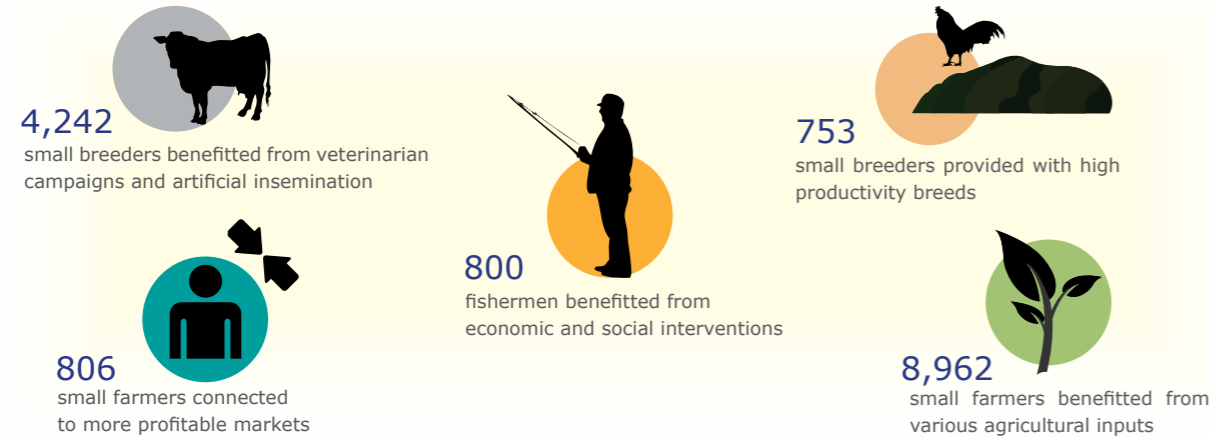 4,242
small breeders benefitted from veterinarian
campaigns and artificial insemination
753
small breeders provided with high
productivity breeds
800
fishermen benefitted from
economic and social interventions
806
small farmers connected
to more profitable markets
8,962
small farmers benefitted from
various agricultural inputs